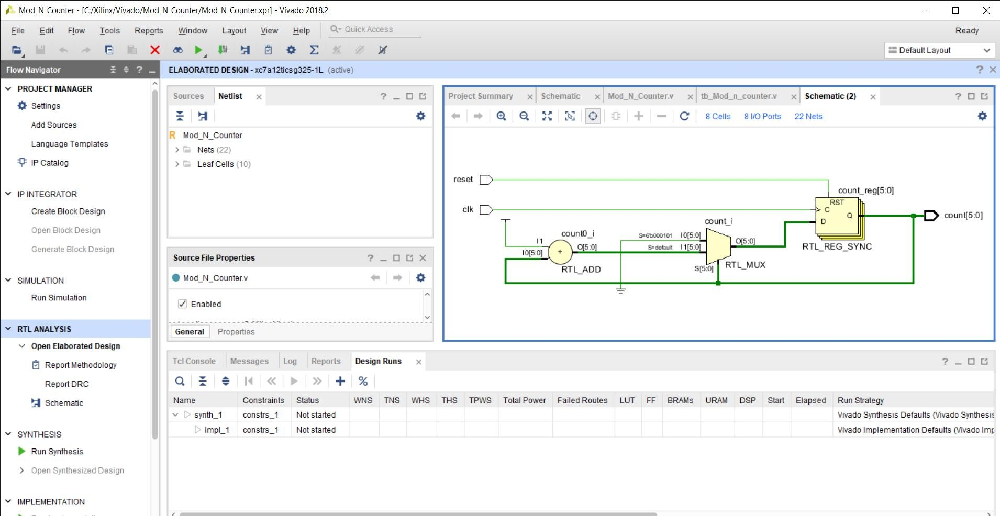 Mod_N_Counter - [C:/Xilinx/Vivado/Mod_N_Counter/Mod_N_Counter.xpr] - Vivado 2018.2
File Edit Flow Tools Reports Window Layout View Help Quick Access Ready
Default Layout
Flow Navigator
PROJECT MANAGER
Settings
Add Sources
Language Templates
IP Catalog
IP INTEGRATOR
Create Block Design
Open Block Design
Generate Block Design
SIMULATION
Run Simulation
RTL ANALYSIS
Open Elaborated Design
Report Methodology
Report DRC
Schematic
SYNTHESIS
Run Synthesis
Open Synthesized Design
IMPLEMENTATION
ELABORATED DESIGN - xc7a12ticsg325-1L (active)
Sources Netlist
Mod_N_Counter
Nets (22)
Leaf Cells (10)
Source File Properties
Mod_N_Counter.v
Enabled
General Properties
Project Summary Schematic Mod_N_Counter.v tb_Mod_n_counter.v Schematic (2)
8 Cells 8 I/O Ports 22 Nets
reset
clk
count_reg[5:0]
RST
C
D
Q
count[5:0]
RTL_REG_SYNC
count_i
S=6'b000101 I0[5:0]
S=default I1[5:0]
O[5:0]
S[5:0]
RTL_MUX
count0_i
I1
I0[5:0]
+
O[5:0]
RTL_ADD
Tcl Console Messages Log Reports Design Runs
Name Constraints Status WNS TNS WHS THS TPWS Total Power Failed Routes LUT FF BRAMs URAM DSP Start Elapsed Run Strategy
synth_1 constrs_1 Not started Vivado Synthesis Defaults (Vivado Synthesis
impl_1 constrs_1 Not started Vivado Implementation Defaults (Vivado Imp